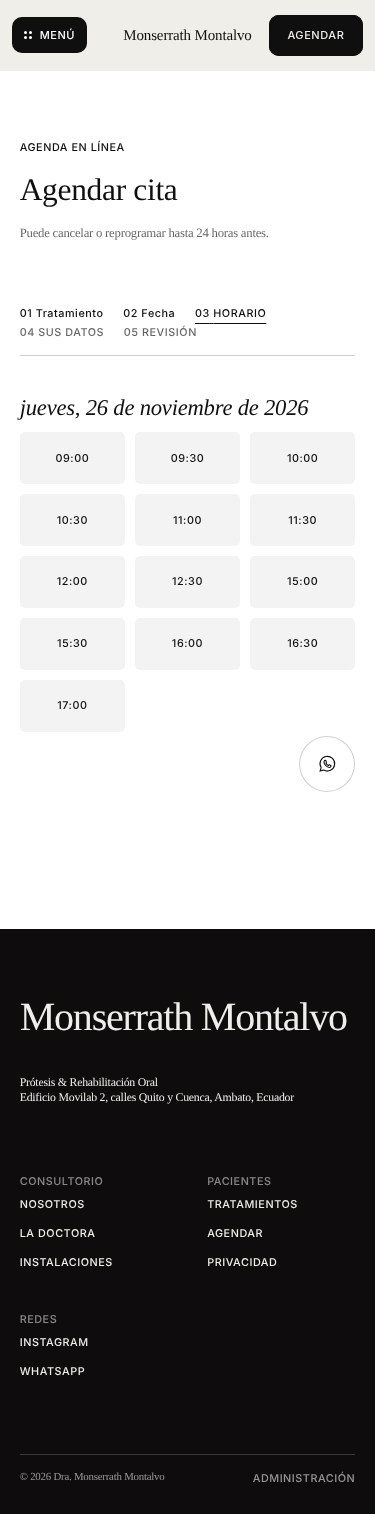 MENÚ
Monserrath Montalvo
AGENDAR
AGENDA EN LÍNEA
Agendar cita
Puede cancelar o reprogramar hasta 24 horas antes.
01 Tratamiento 02 Fecha 03 HORARIO
04 SUS DATOS 05 REVISIÓN
jueves, 26 de noviembre de 2026
09:00 09:30 10:00
10:30 11:00 11:30
12:00 12:30 15:00
15:30 16:00 16:30
17:00
Monserrath Montalvo
Prótesis & Rehabilitación Oral
Edificio Movilab 2, calles Quito y Cuenca, Ambato, Ecuador
CONSULTORIO
NOSOTROS
LA DOCTORA
INSTALACIONES
PACIENTES
TRATAMIENTOS
AGENDAR
PRIVACIDAD
REDES
INSTAGRAM
WHATSAPP
© 2026 Dra. Monserrath Montalvo
ADMINISTRACIÓN